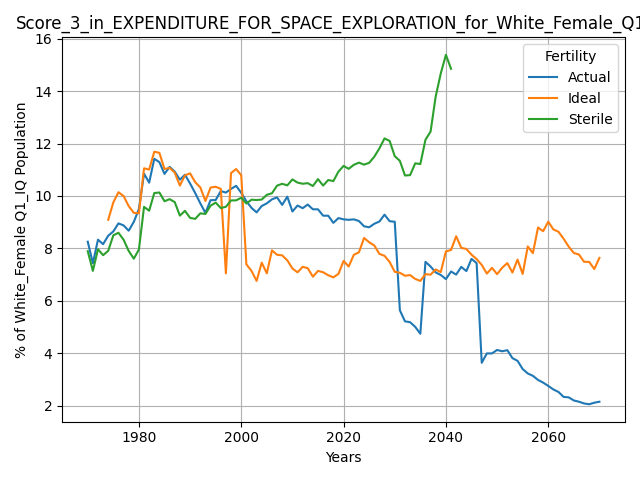 Score_3_in_EXPENDITURE_FOR_SPACE_EXPLORATION_for_White_Female_Q1
16
14
12
10
8
6
4
2
% of White_Female Q1_IQ Population
Fertility
Actual
Ideal
Sterile
1980
2000
2020
2040
2060
Years